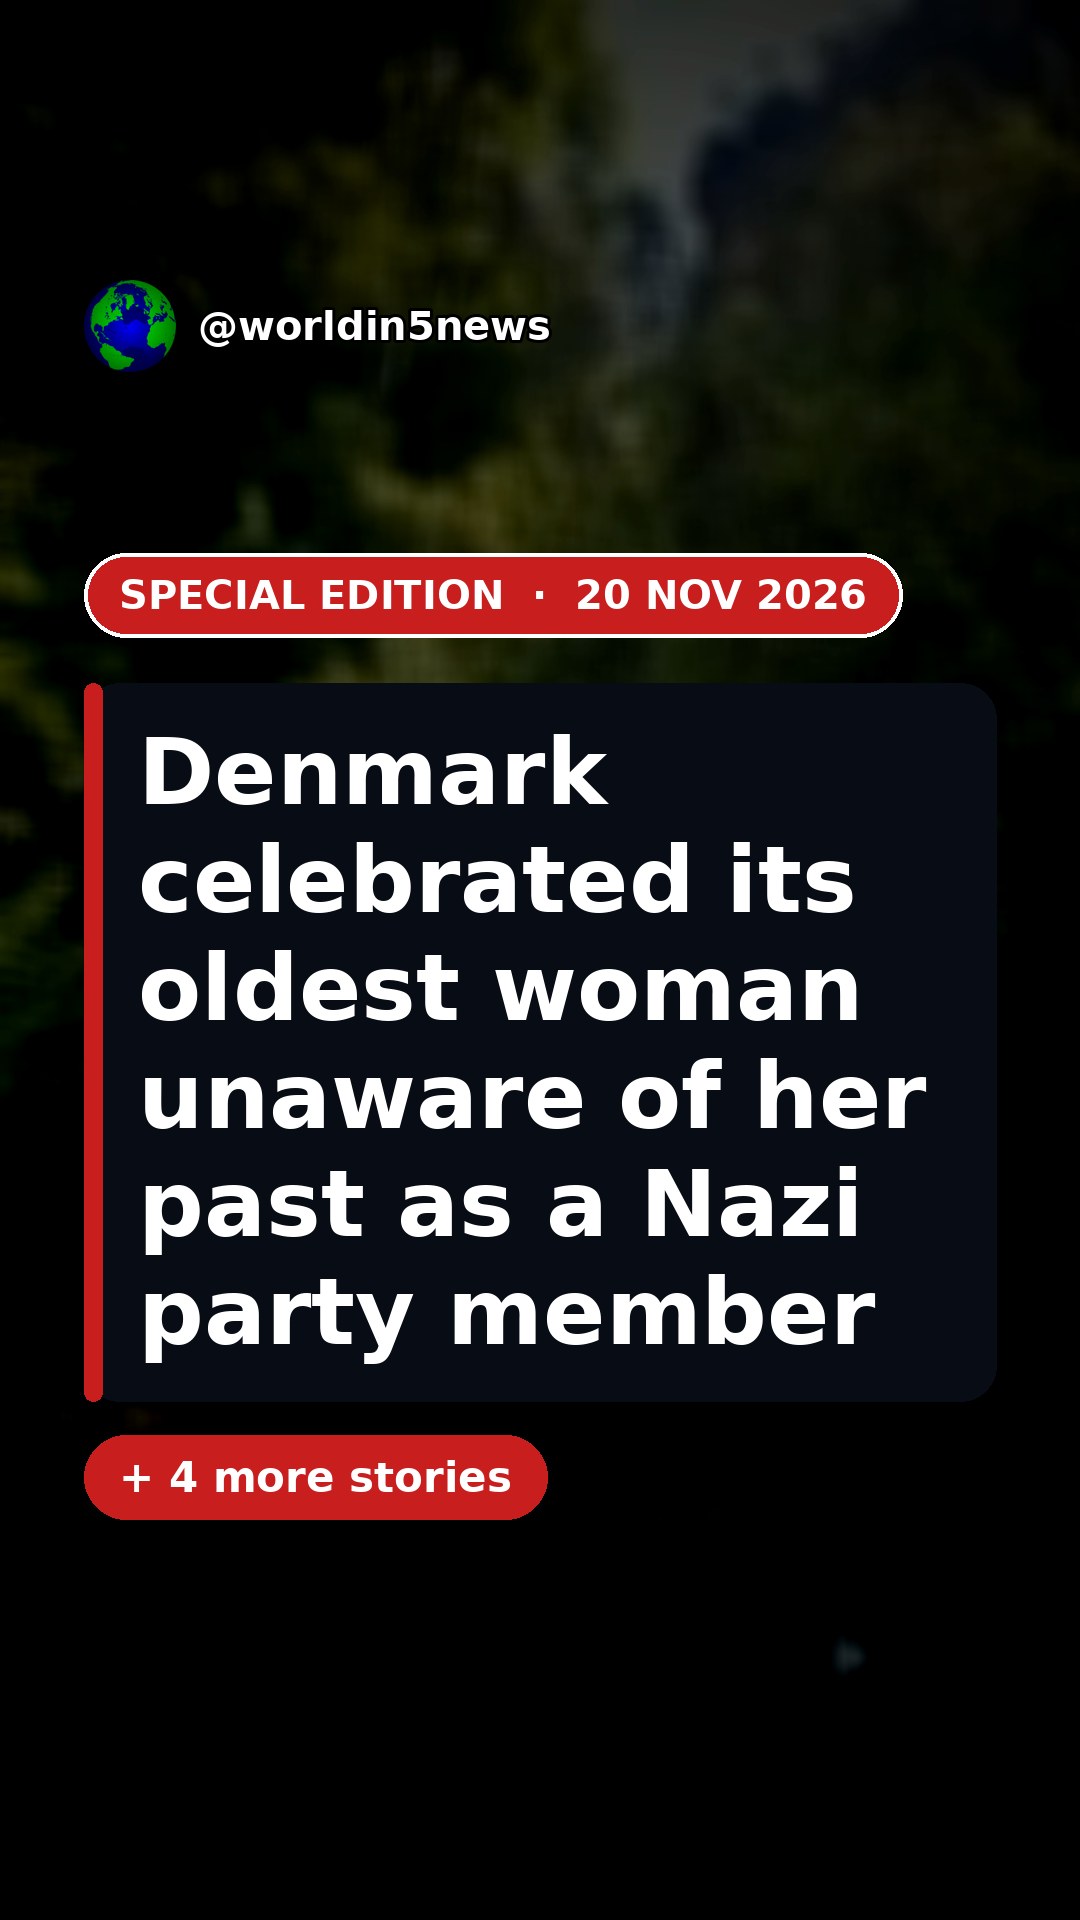 @worldin5news
SPECIAL EDITION · 20 NOV 2026
Denmark
celebrated its
oldest woman
unaware of her
past as a Nazi
party member
+ 4 more stories